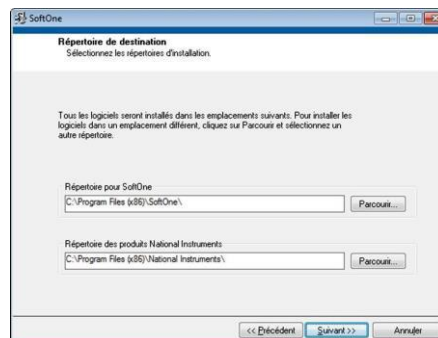 SoftOne
Répertoire de destination
Sélectionnez les répertoires d'installation.
Tous les logiciels seront installés dans les emplacements suivants. Pour installer les
logiciels dans un emplacement différent, cliquez sur Parcourir et sélectionnez un
autre répertoire.
Répertoire pour SoftOne
C:\Program Files (x86)\SoftOne\
Parcourir...
Répertoire des produits National Instruments
C:\Program Files (x86)\National Instruments\
Parcourir...
<< Précédent
Suivant >>
Annuler